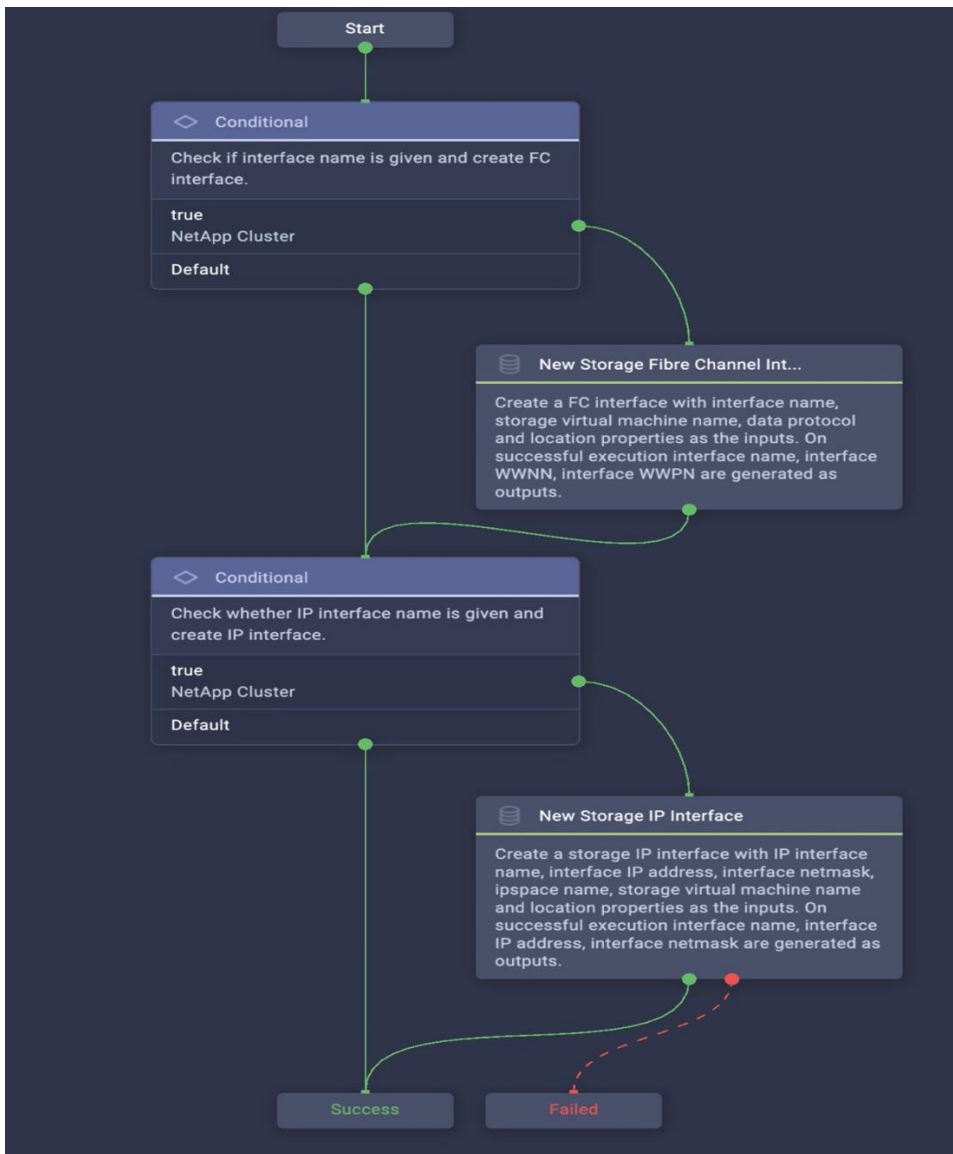 Start
Conditional
Check if interface name is given and create FC
interface.
true
NetApp Cluster
Default
New Storage Fibre Channel Int...
Create a FC interface with interface name,
storage virtual machine name, data protocol
and location properties as the inputs. On
successful execution interface name, interface
WWNN, interface WWPN are generated as
outputs.
Conditional
Check whether IP interface name is given and
create IP interface.
true
NetApp Cluster
Default
New Storage IP Interface
Create a storage IP interface with IP interface
name, interface IP address, interface netmask,
ipspace name, storage virtual machine name
and location properties as the inputs. On
successful execution interface name, interface
IP address, interface netmask are generated as
outputs.
Success
Failed